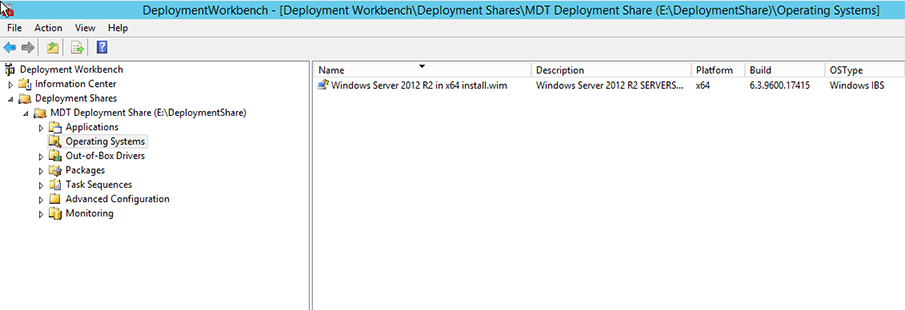 DeploymentWorkbench - [Deployment Workbench\Deployment Shares\MDT Deployment Share (E:\DeploymentShare)\Operating Systems]
File Action View Help
Deployment Workbench
Information Center
Deployment Shares
MDT Deployment Share (E:\DeploymentShare)
Applications
Operating Systems
Out-of-Box Drivers
Packages
Task Sequences
Advanced Configuration
Monitoring
Name Description Platform Build OSType
Windows Server 2012 R2 in x64 install.wim Windows Server 2012 R2 SERVERS... x64 6.3.9600.17415 Windows IBS